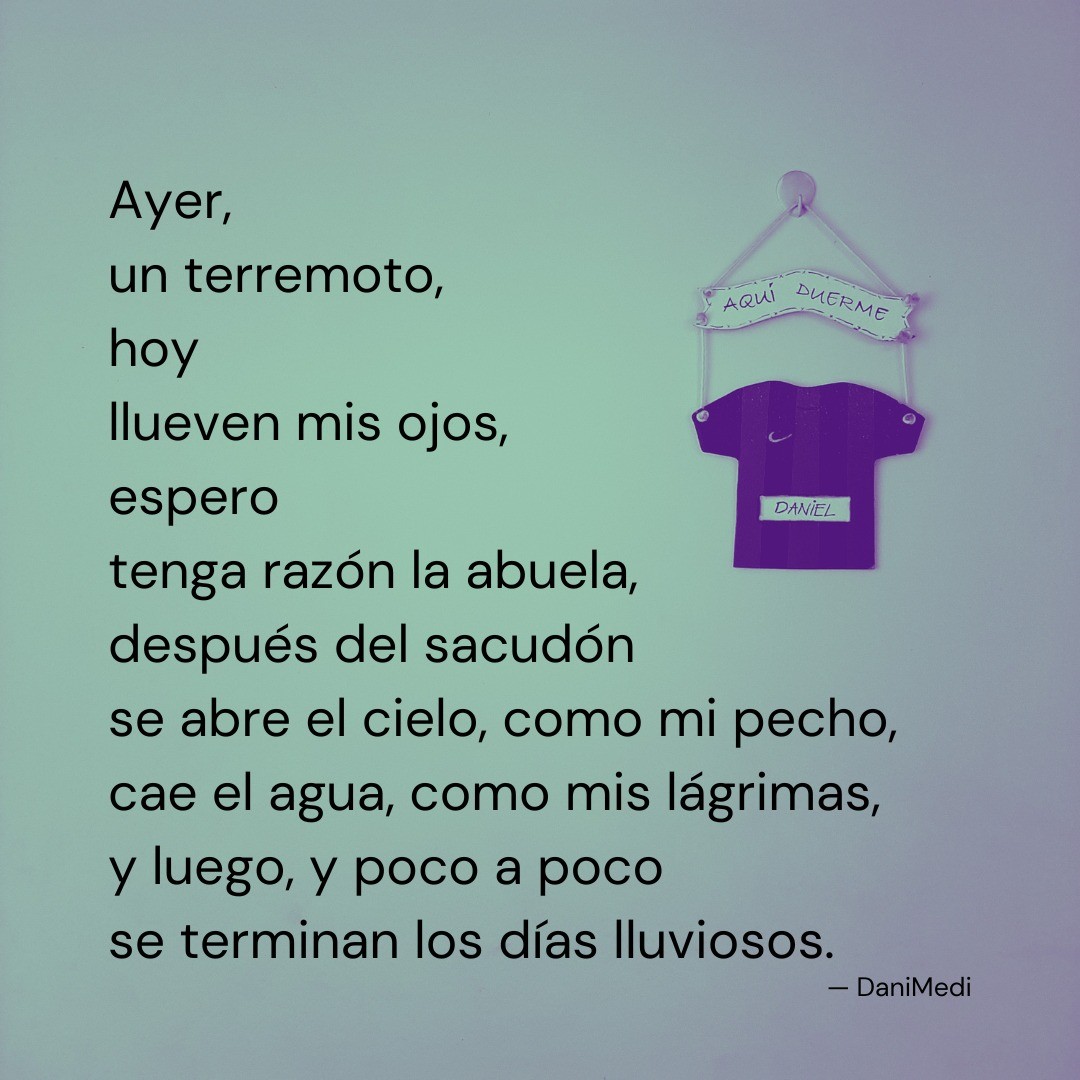 Ayer,
un terremoto,
hoy
llueven mis ojos,
espero
tenga razón la abuela,
después del sacudón
se abre el cielo, como mi pecho,
cae el agua, como mis lágrimas,
y luego, y poco a poco
se terminan los días lluviosos.
— DaniMedi
AQUÍ DUERME
DANIEL